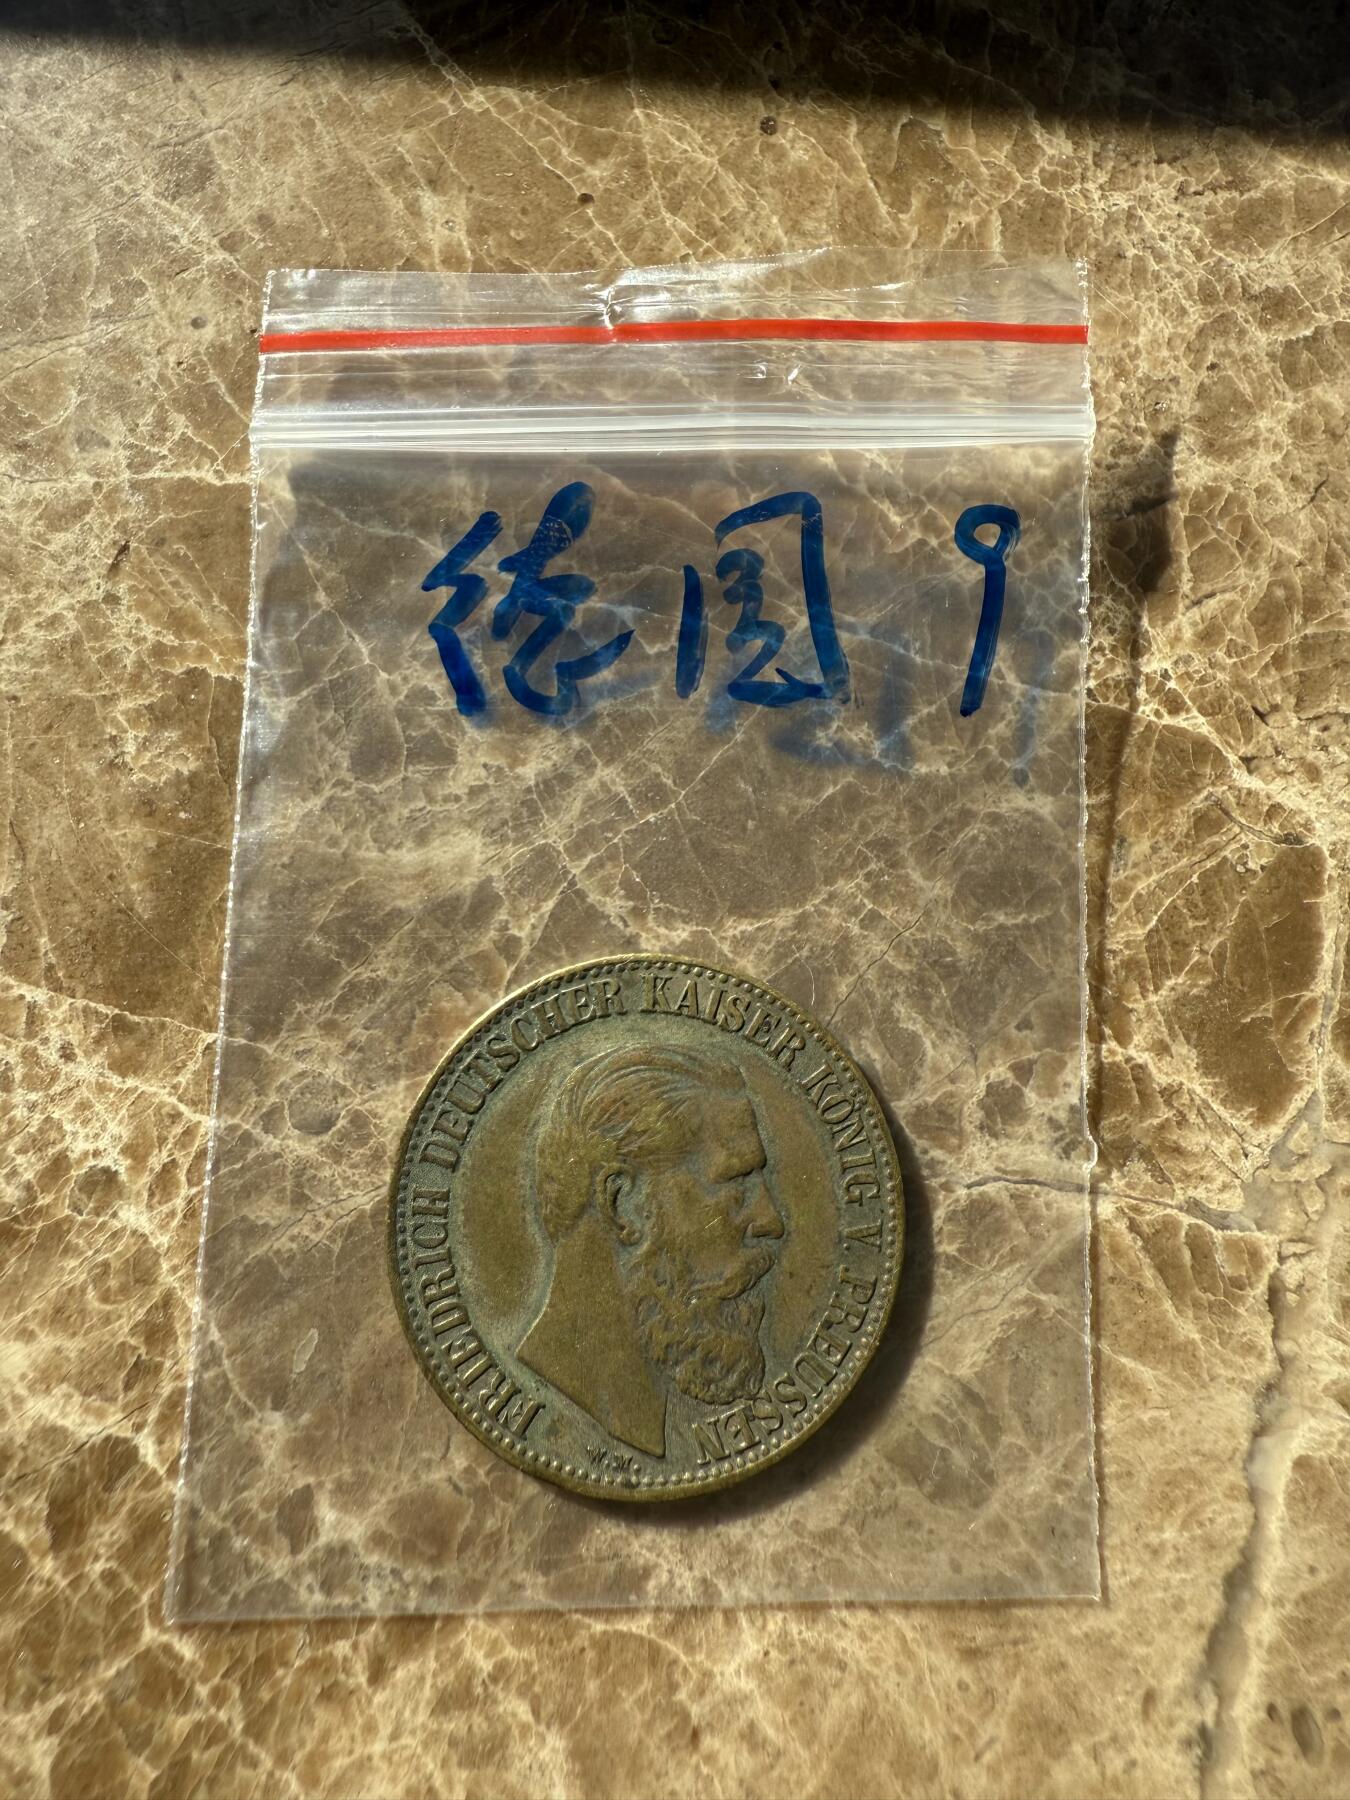 德国 9
FRIEDRICH DEUTSCHER KAISER KÖNIG V. PREUSSEN
W.M.